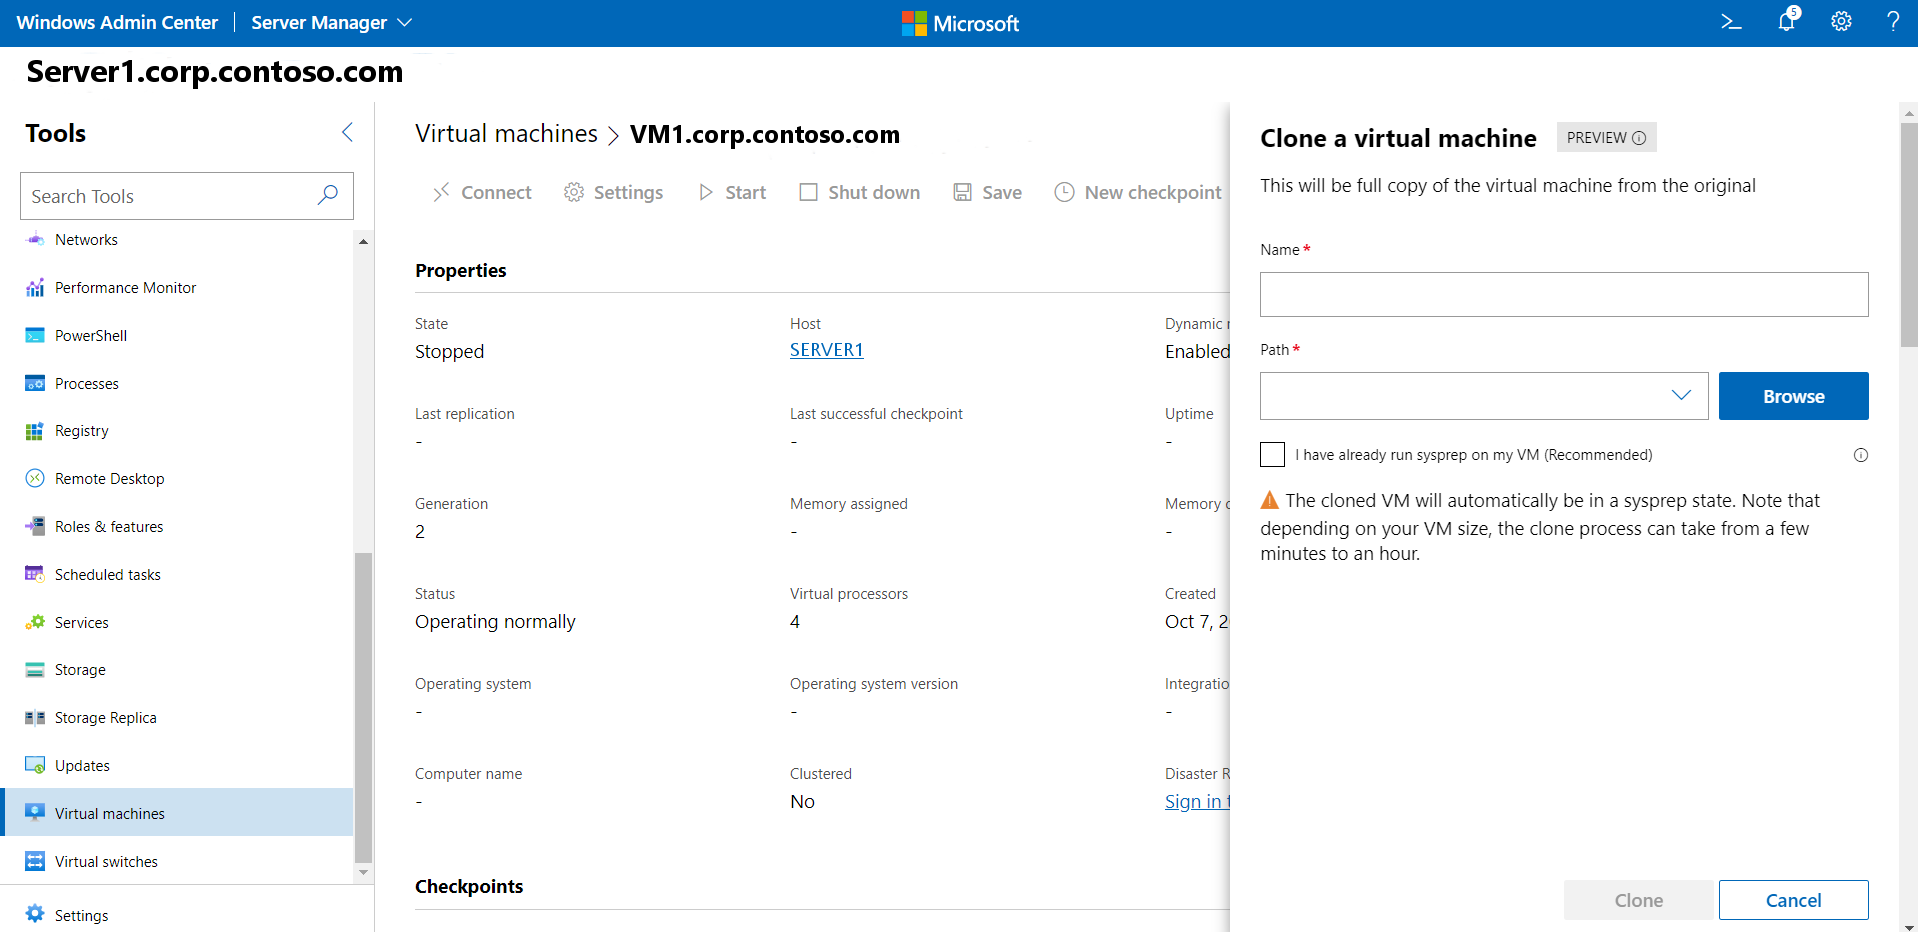 Windows Admin Center
Server Manager
Microsoft
5
Server1.corp.contoso.com
Tools
Search Tools
Networks
Performance Monitor
PowerShell
Processes
Registry
Remote Desktop
Roles & features
Scheduled tasks
Services
Storage
Storage Replica
Updates
Virtual machines
Virtual switches
Settings
Virtual machines > VM1.corp.contoso.com
Connect Settings Start Shut down Save New checkpoint
Properties
State
Stopped
Host
SERVER1
Dynamic
Enabled
Last replication
-
Last successful checkpoint
-
Uptime
-
Generation
2
Memory assigned
-
Memory
-
Status
Operating normally
Virtual processors
4
Created
Oct 7, 2
Operating system
-
Operating system version
-
Integratio
-
Computer name
-
Clustered
No
Disaster R
Sign in
Checkpoints
Clone a virtual machine
PREVIEW
This will be full copy of the virtual machine from the original
Name *
Path *
Browse
I have already run sysprep on my VM (Recommended)
The cloned VM will automatically be in a sysprep state. Note that
depending on your VM size, the clone process can take from a few
minutes to an hour.
Clone
Cancel